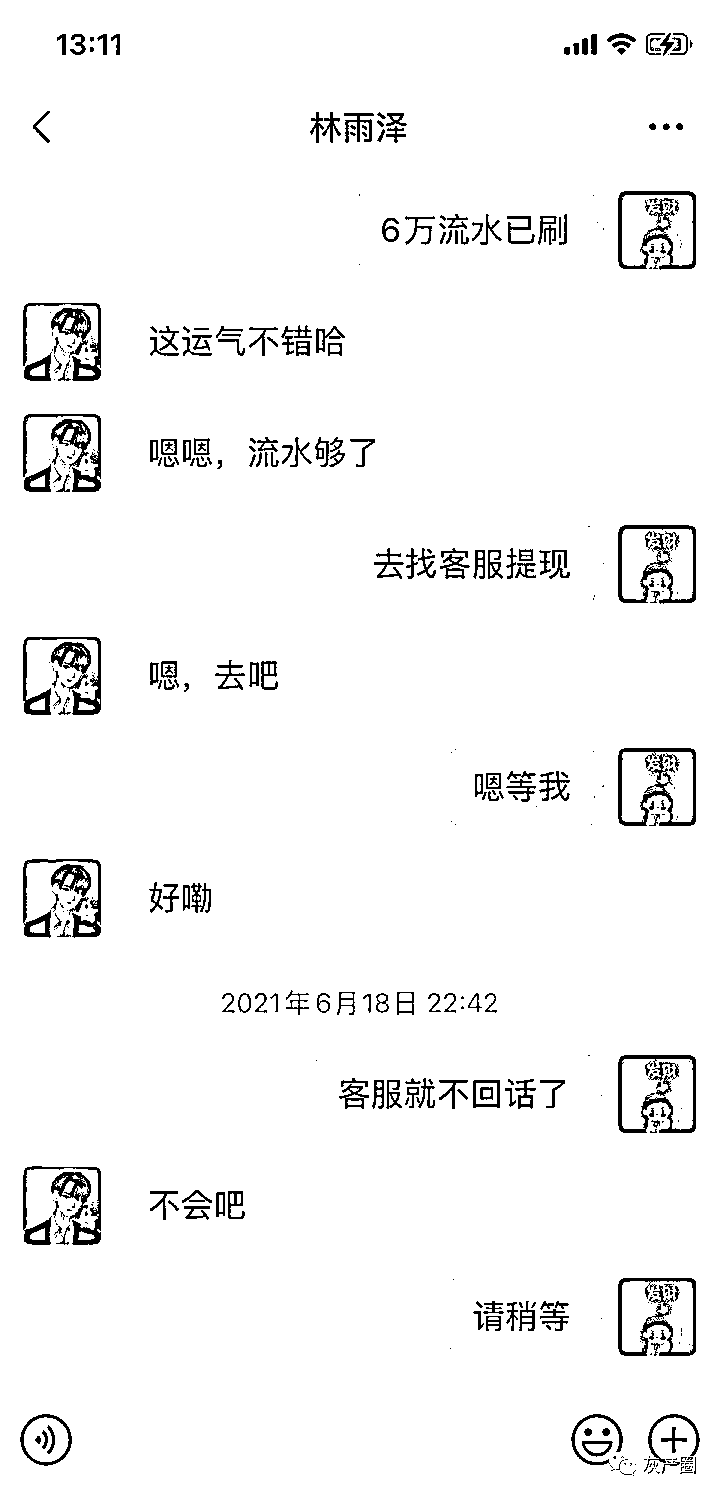 13:11
林雨泽
6万流水已刷
这运气不错哈
嗯嗯，流水够了
去找客服提现
嗯，去吧
嗯等我
好嘞
2021年6月18日 22:42
客服就不回话了
不会吧
请稍等
灰产圈